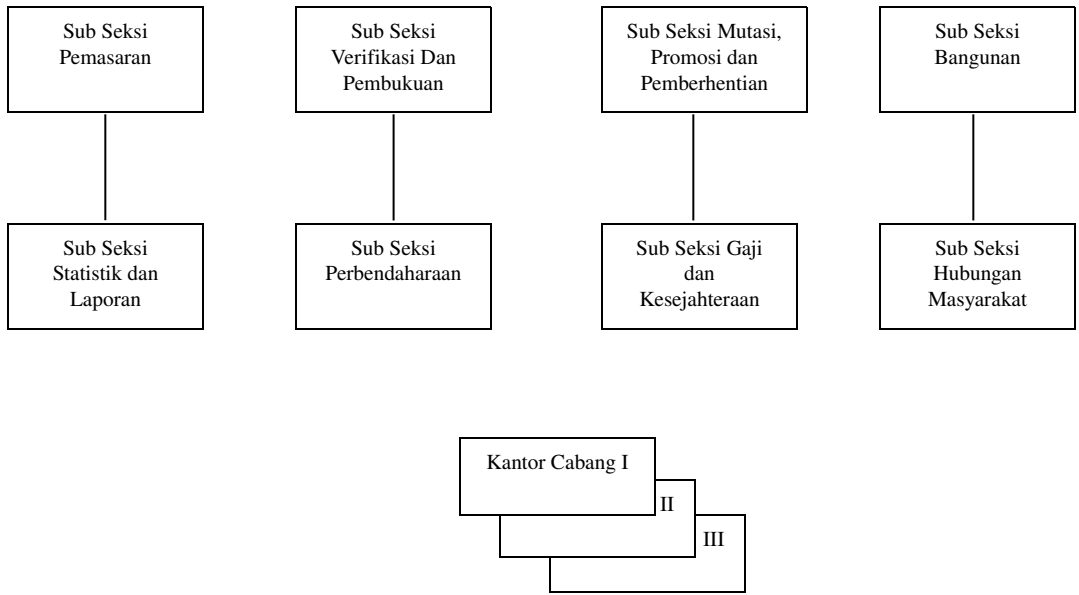 Sub Seksi
Pemasaran
Sub Seksi
Verifikasi Dan
Pembukuan
Sub Seksi Mutasi,
Promosi dan
Pemberhentian
Sub Seksi
Bangunan
Sub Seksi
Statistik dan
Laporan
Sub Seksi
Perbendaharaan
Sub Seksi Gaji
dan
Kesejahteraan
Sub Seksi
Hubungan
Masyarakat
Kantor Cabang I
II
III